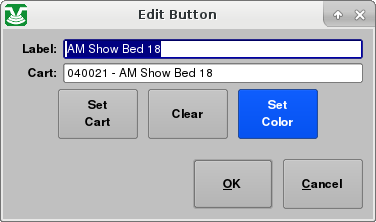 Edit Button
Label: AM Show Bed 18
Cart: 040021 - AM Show Bed 18
Set Cart
Clear
Set Color
OK
Cancel